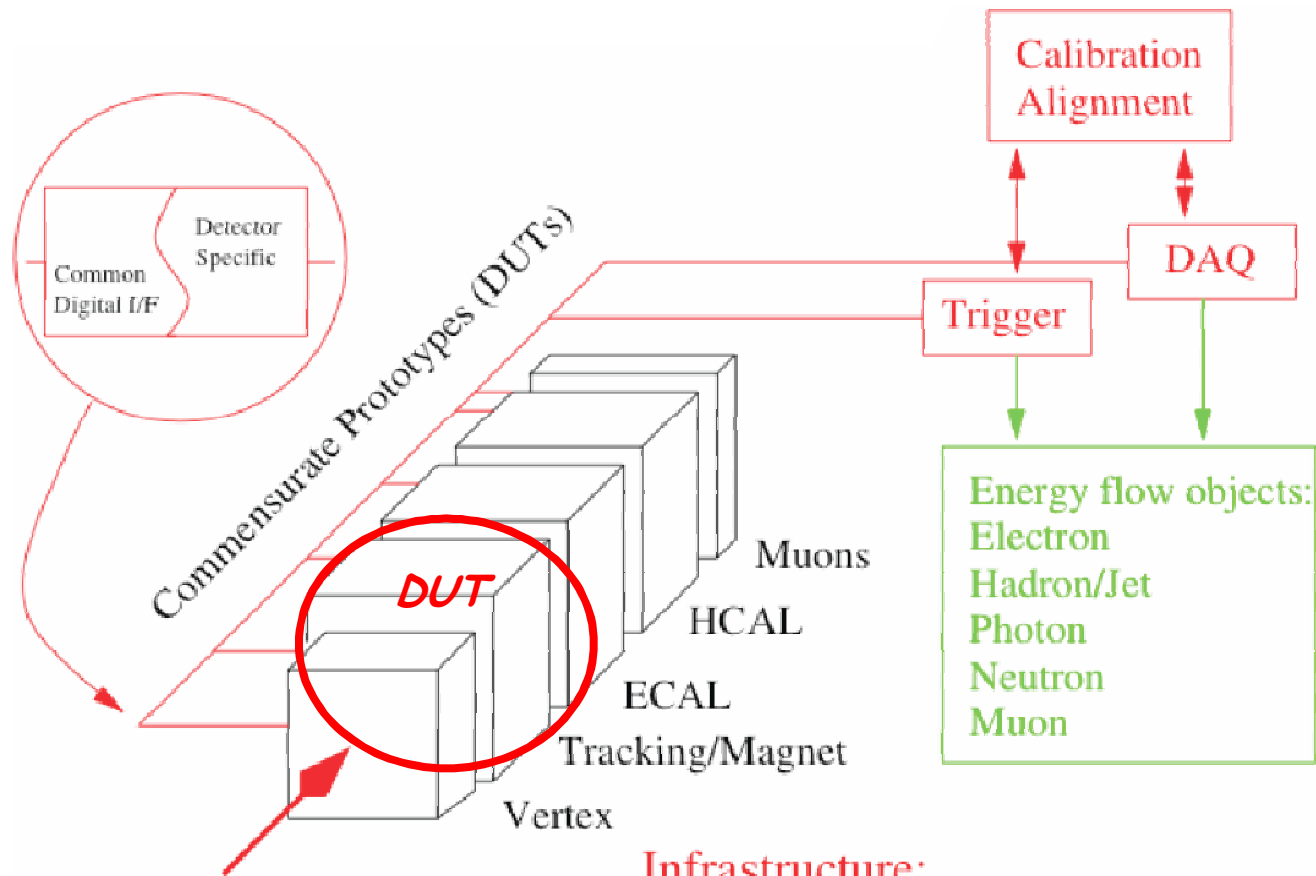 Calibration
Alignment
Detector
Specific
Common
Digital I/F
Commensurate Prototypes (DUTs)
DAQ
Trigger
DUT
Muons
HCAL
ECAL
Tracking/Magnet
Vertex
Energy flow objects:
Electron
Hadron/Jet
Photon
Neutron
Muon
Infrastructure: